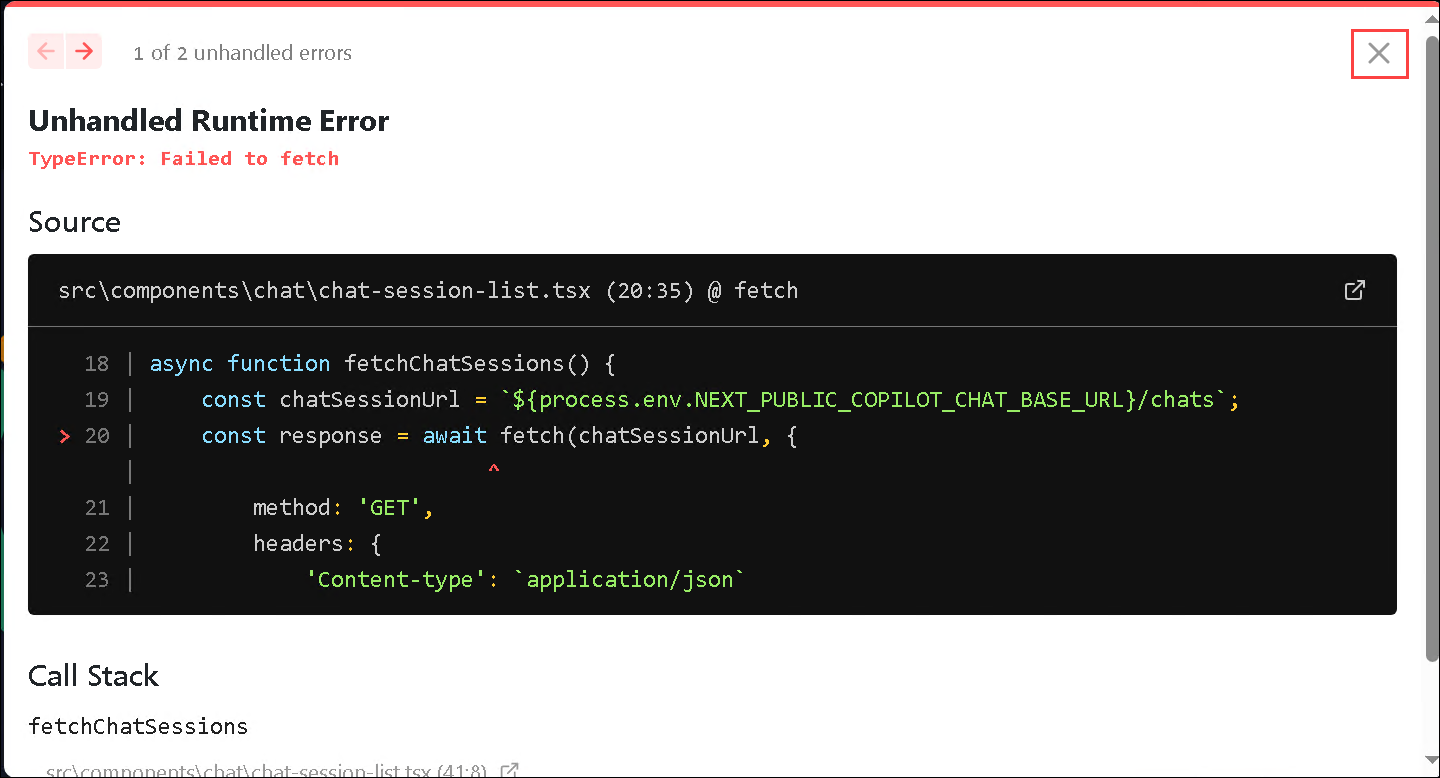 1 of 2 unhandled errors
Unhandled Runtime Error
TypeError: Failed to fetch
Source
src\components\chat\chat-session-list.tsx (20:35) @ fetch
18 | async function fetchChatSessions() {
19 |     const chatSessionUrl = `${process.env.NEXT_PUBLIC_COPILOT_CHAT_BASE_URL}/chats`;
> 20 |     const response = await fetch(chatSessionUrl, {
|                            ^
21 |         method: 'GET',
22 |         headers: {
23 |             'Content-type': `application/json`
Call Stack
fetchChatSessions
src\components\chat\chat-session-list.tsx (41:8)